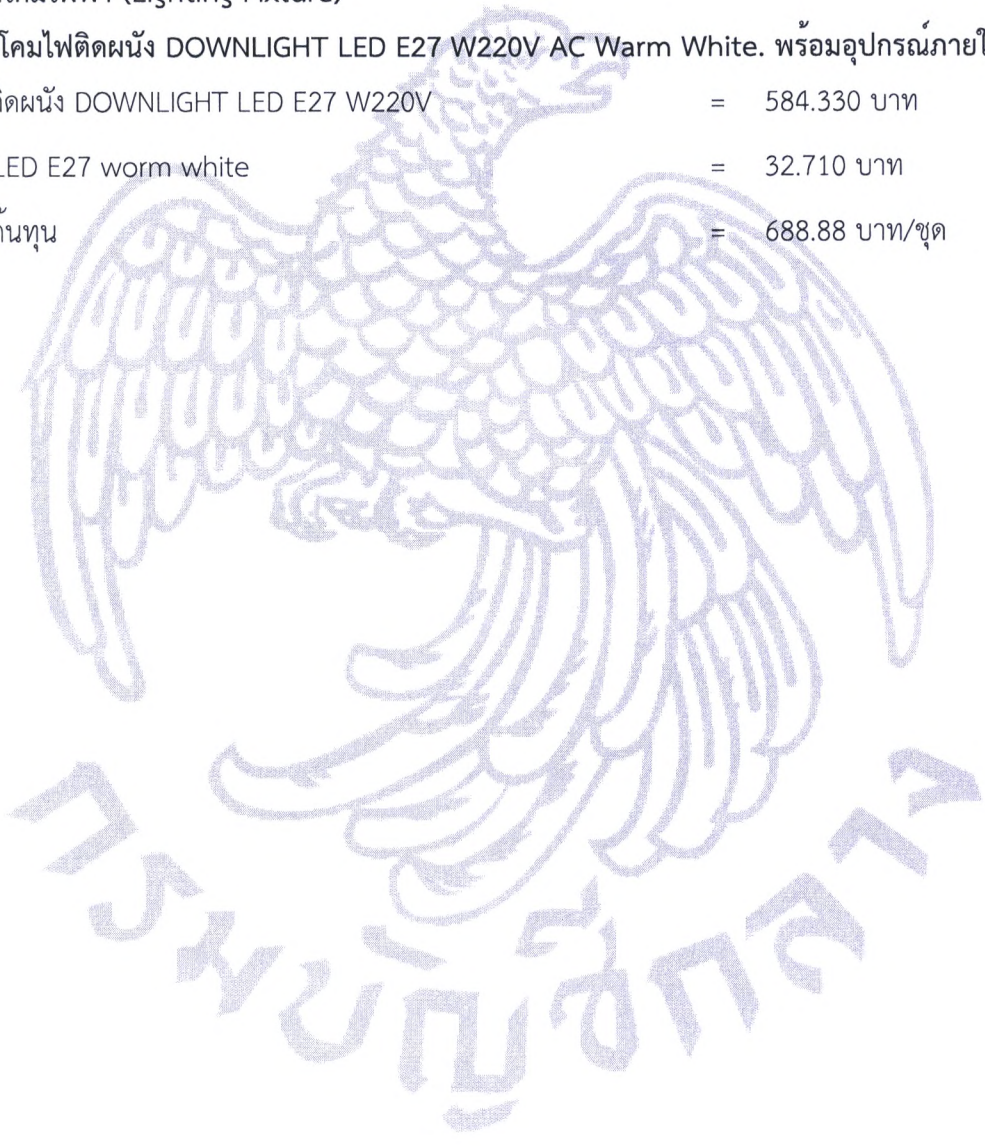 (Lighting Fixture)
โคมไฟติดผนัง DOWNLIGHT LED E27 W220V AC Warm White. พร้อมอุปกรณ์ภายใ
ติดผนัง DOWNLIGHT LED E27 W220V = 584.330 บาท
LED E27 worm white = 32.710 บาท
ต้นทุน = 688.88 บาท/ชุด
กรมบัญชีกลาง